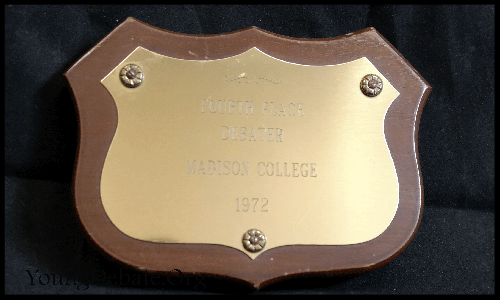 FOURTH PLACE
DEBATER
MADISON COLLEGE
1972